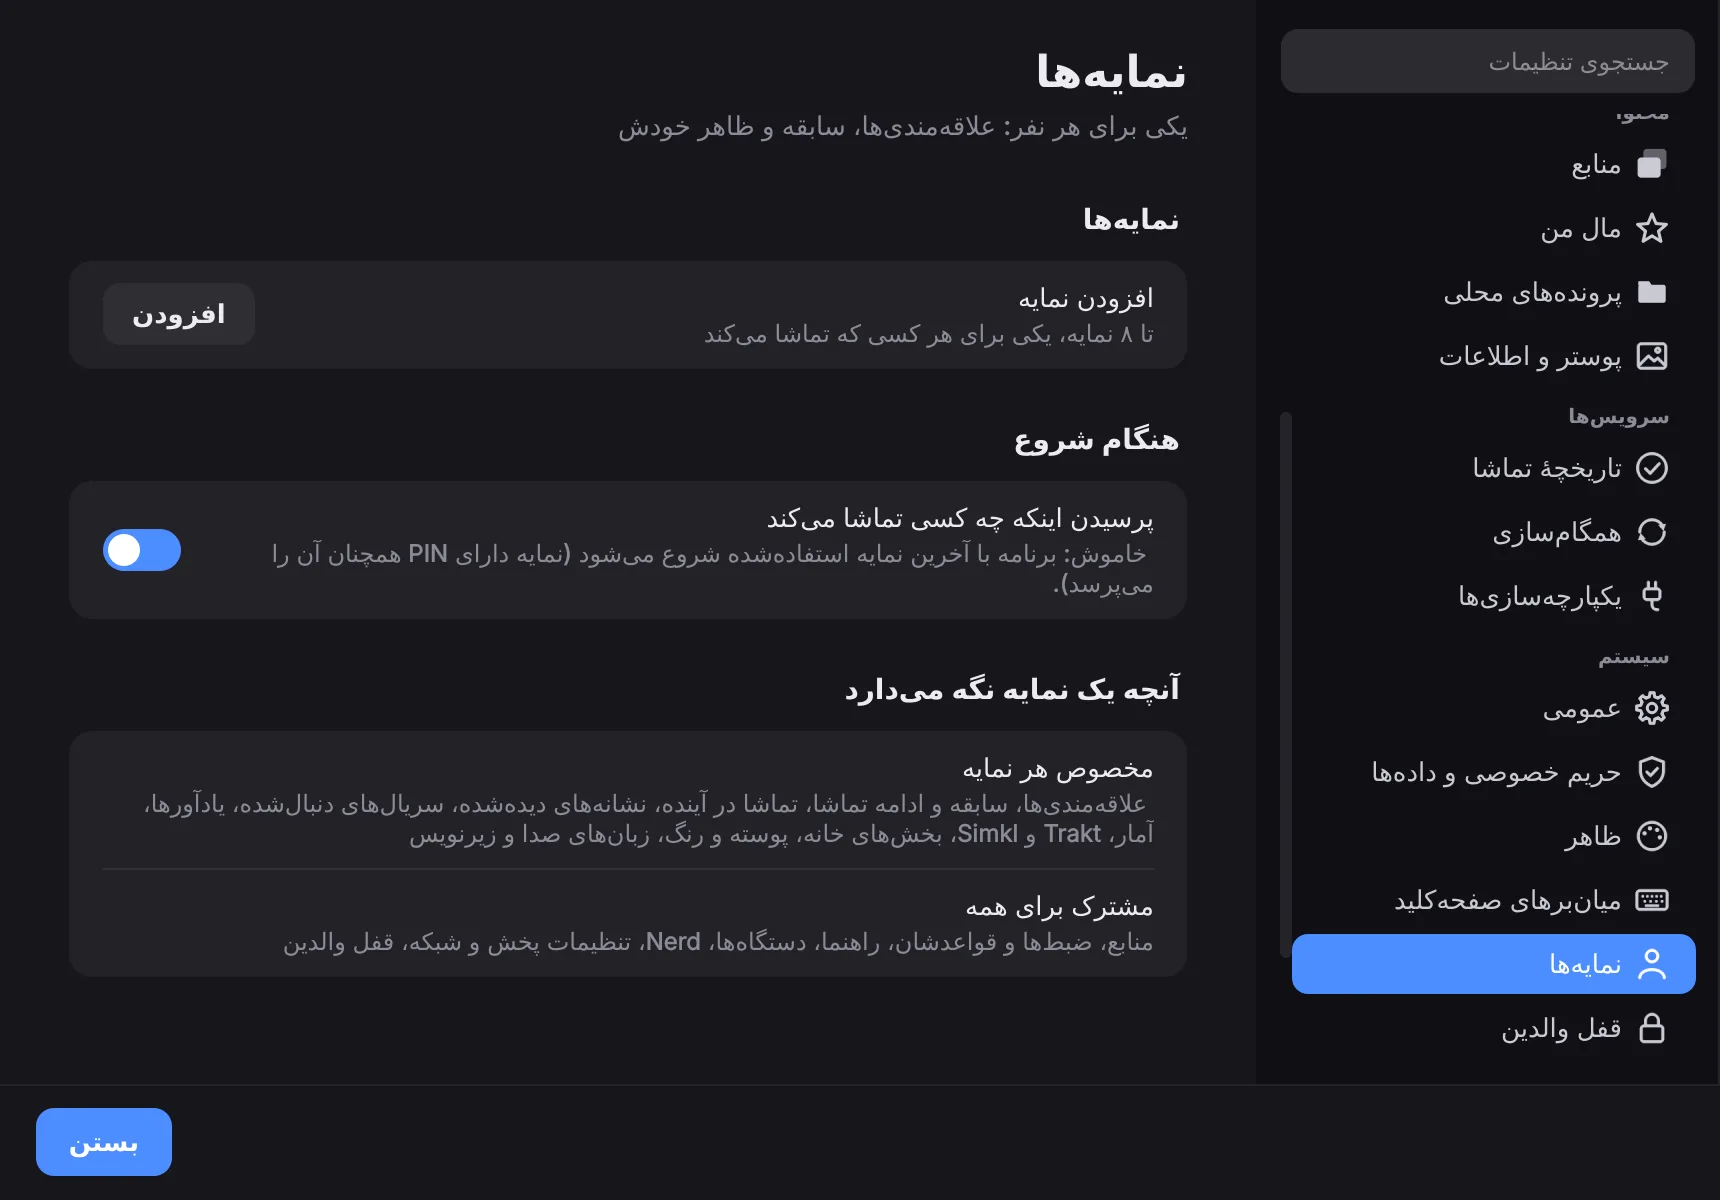 جستجوی تنظیمات
منابع
مال من
پرونده‌های محلی
پوستر و اطلاعات
سرویس‌ها
تاریخچهٔ تماشا
همگام‌سازی
یکپارچه‌سازی‌ها
سیستم
عمومی
حریم خصوصی و داده‌ها
ظاهر
میان‌برهای صفحه‌کلید
نمایه‌ها
قفل والدین
نمایه‌ها
یکی برای هر نفر: علاقه‌مندی‌ها، سابقه و ظاهر خودش
نمایه‌ها
افزودن نمایه
تا ۸ نمایه، یکی برای هر کسی که تماشا می‌کند
افزودن
هنگام شروع
پرسیدن اینکه چه کسی تماشا می‌کند
خاموش: برنامه با آخرین نمایه استفاده‌شده شروع می‌شود (نمایه دارای PIN همچنان آن را
می‌پرسد).
آنچه یک نمایه نگه می‌دارد
مخصوص هر نمایه
علاقه‌مندی‌ها، سابقه و ادامه تماشا، تماشا در آینده، نشانه‌های دیده‌شده، سریال‌های دنبال‌شده، یادآورها،
آمار، Trakt و Simkl، بخش‌های خانه، پوسته و رنگ، زبان‌های صدا و زیرنویس
مشترک برای همه
منابع، ضبط‌ها و قواعدشان، راهنما، دستگاه‌ها، Nerd، تنظیمات پخش و شبکه، قفل والدین
بستن